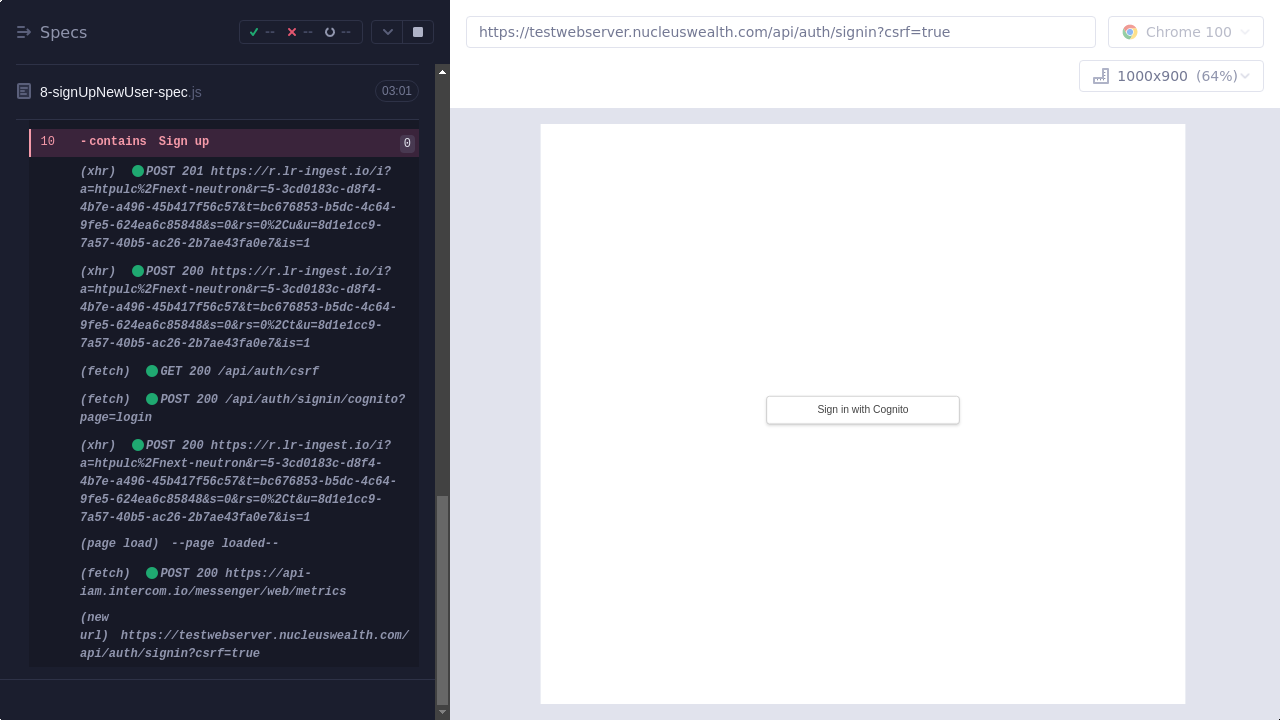 Specs
--
--
--
8-signUpNewUser-spec.js
03:01
10
-contains Sign up
0
(xhr) POST 201 https://r.lr-ingest.io/i?
a=htpulc%2Fnext-neutron&r=5-3cd0183c-d8f4-
4b7e-a496-45b417f56c57&t=bc676853-b5dc-4c64-
9fe5-624ea6c85848&s=0&rs=0%2Cu&u=8d1e1cc9-
7a57-40b5-ac26-2b7ae43fa0e7&is=1
(xhr) POST 200 https://r.lr-ingest.io/i?
a=htpulc%2Fnext-neutron&r=5-3cd0183c-d8f4-
4b7e-a496-45b417f56c57&t=bc676853-b5dc-4c64-
9fe5-624ea6c85848&s=0&rs=0%2Ct&u=8d1e1cc9-
7a57-40b5-ac26-2b7ae43fa0e7&is=1
(fetch) GET 200 /api/auth/csrf
(fetch) POST 200 /api/auth/signin/cognito?
page=login
(xhr) POST 200 https://r.lr-ingest.io/i?
a=htpulc%2Fnext-neutron&r=5-3cd0183c-d8f4-
4b7e-a496-45b417f56c57&t=bc676853-b5dc-4c64-
9fe5-624ea6c85848&s=0&rs=0%2Ct&u=8d1e1cc9-
7a57-40b5-ac26-2b7ae43fa0e7&is=1
(page load) --page loaded--
(fetch) POST 200 https://api-
iam.intercom.io/messenger/web/metrics
(new
url) https://testwebserver.nucleuswealth.com/
api/auth/signin?csrf=true
https://testwebserver.nucleuswealth.com/api/auth/signin?csrf=true
Chrome 100
1000x900 (64%)
Sign in with Cognito